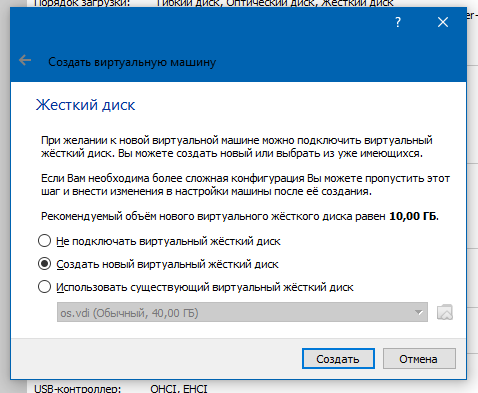 Порядок загрузки: Гибкий диск, Оптический диск, Жёсткий диск
?
Создать виртуальную машину
Жесткий диск
При желании к новой виртуальной машине можно подключить виртуальный
жёсткий диск. Вы можете создать новый или выбрать из уже имеющихся.
Если Вам необходима более сложная конфигурация Вы можете пропустить этот
шаг и внести изменения в настройки машины после её создания.
Рекомендуемый объём нового виртуального жёсткого диска равен 10,00 ГБ.
Не подключать виртуальный жёсткий диск
Создать новый виртуальный жёсткий диск
Использовать существующий виртуальный жёсткий диск
os.vdi (Обычный, 40,00 ГБ)
Создать
Отмена
USB-контроллер: OHCI, EHCI